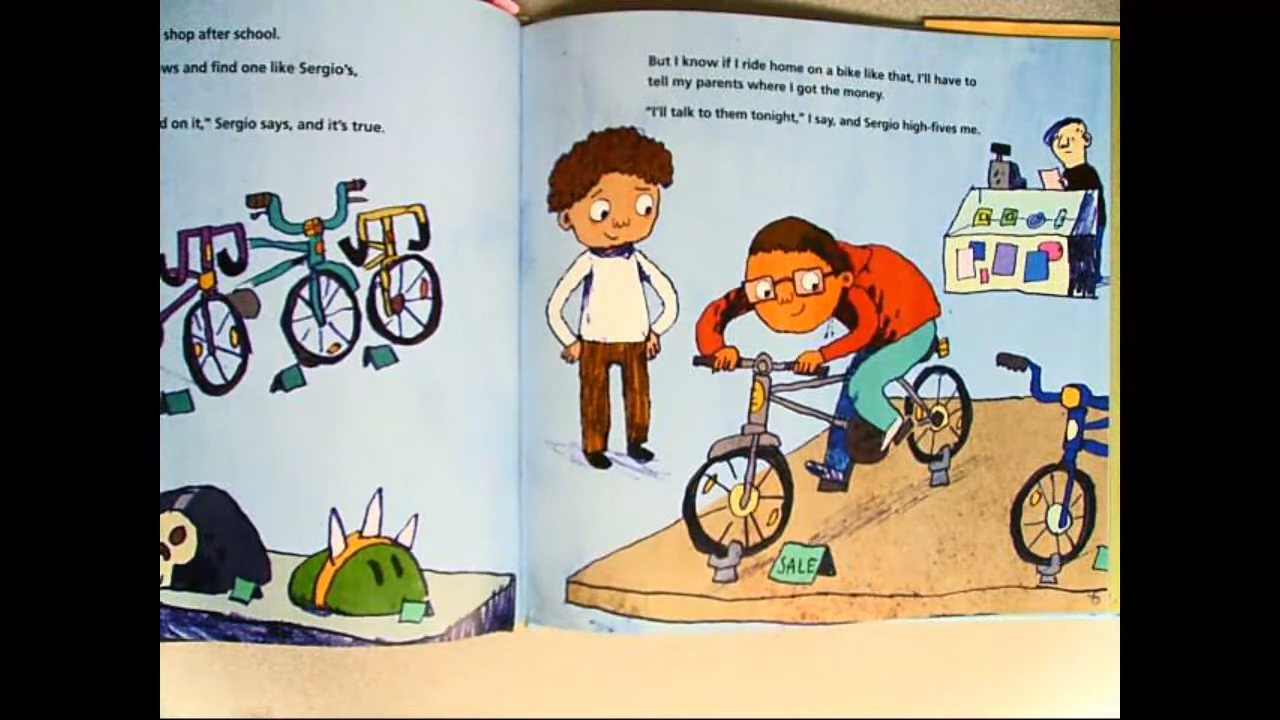 shop after school.
and find one like Sergio's,
on it," Sergio says, and it's true.
But I know if I ride home on a bike like that, I'll have to
tell my parents where I got the money.
"I'll talk to them tonight," I say, and Sergio high-fives me.
SALE